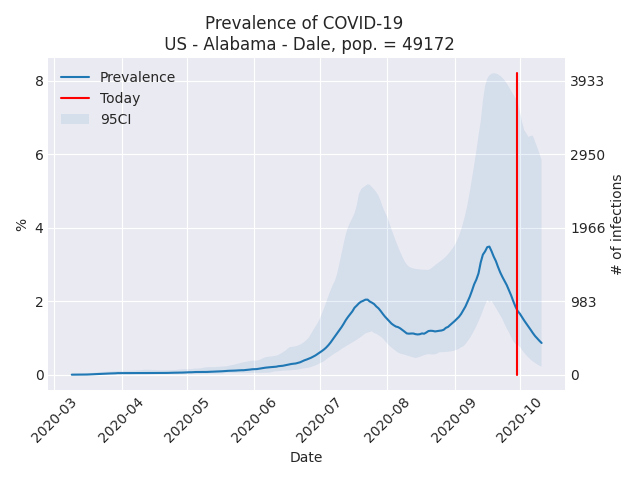 Prevalence of COVID-19
US - Alabama - Dale, pop. = 49172
Prevalence
Today
95CI
8
6
4
2
0
%
3933
2950
1966
983
0
# of infections
2020-03
2020-04
2020-05
2020-06
2020-07
2020-08
2020-09
2020-10
Date